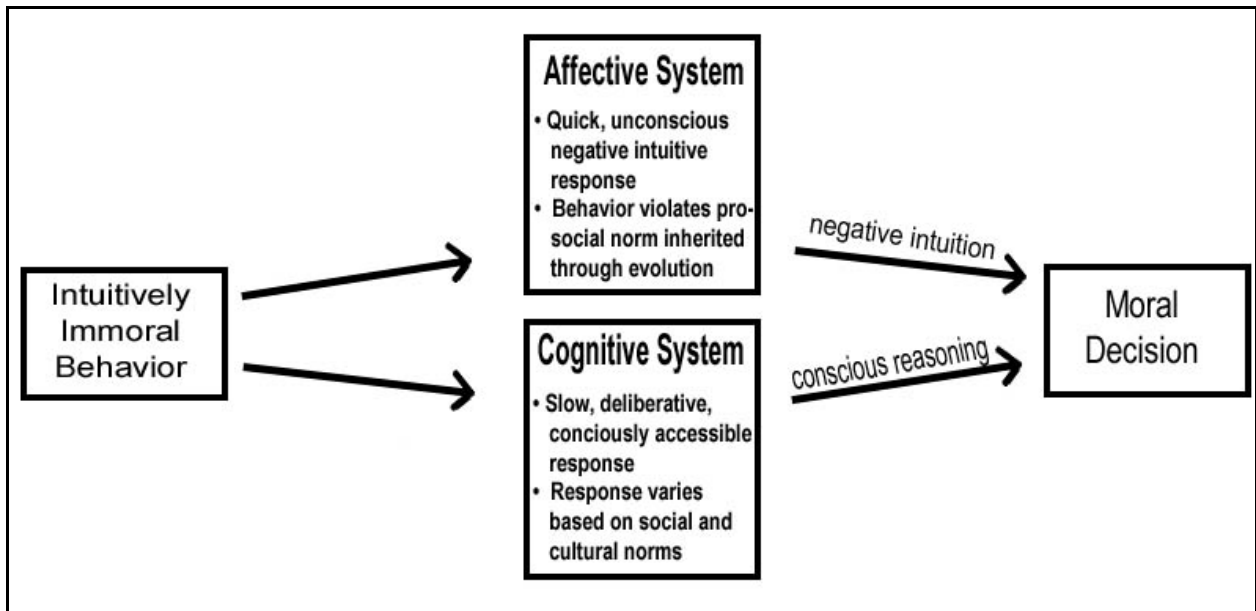 Intuitively
Immoral
Behavior
Affective System
• Quick, unconscious
negative intuitive
response
• Behavior violates pro-
social norm inherited
through evolution
negative intuition
Cognitive System
• Slow, deliberative,
conciously accessible
response
• Response varies
based on social and
cultural norms
conscious reasoning
Moral
Decision